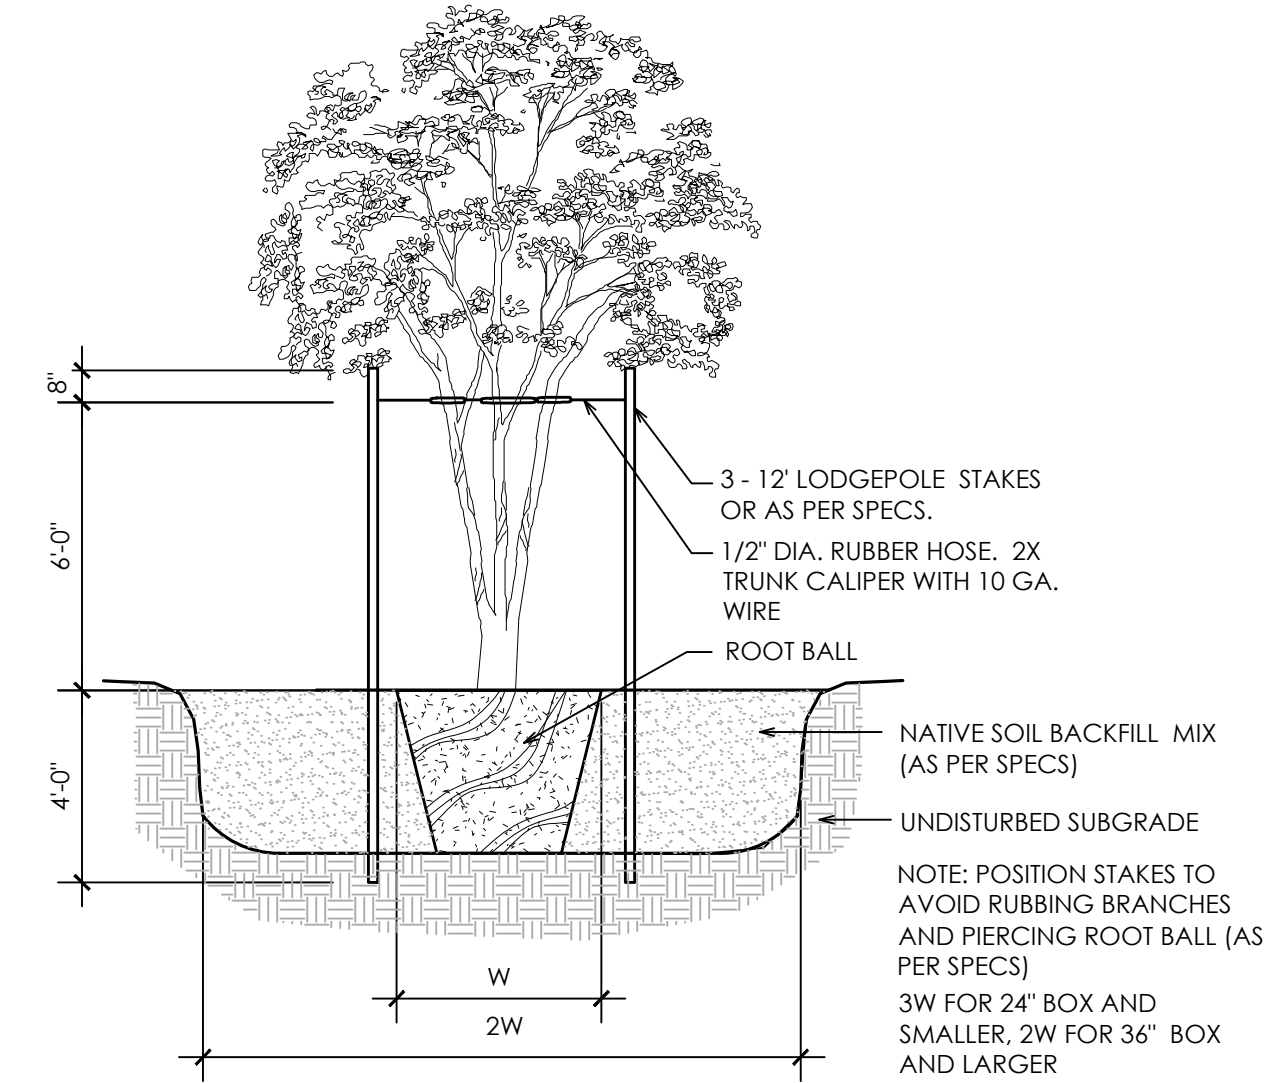 8"
6'-0"
4'-0"
3 - 12' LODGEPOLE STAKES
OR AS PER SPECS.
1/2" DIA. RUBBER HOSE. 2X
TRUNK CALIPER WITH 10 GA.
WIRE
ROOT BALL
NATIVE SOIL BACKFILL MIX
(AS PER SPECS)
UNDISTURBED SUBGRADE
NOTE: POSITION STAKES TO
AVOID RUBBING BRANCHES
AND PIERCING ROOT BALL (AS
PER SPECS)
3W FOR 24" BOX AND
SMALLER, 2W FOR 36" BOX
AND LARGER
W
2W